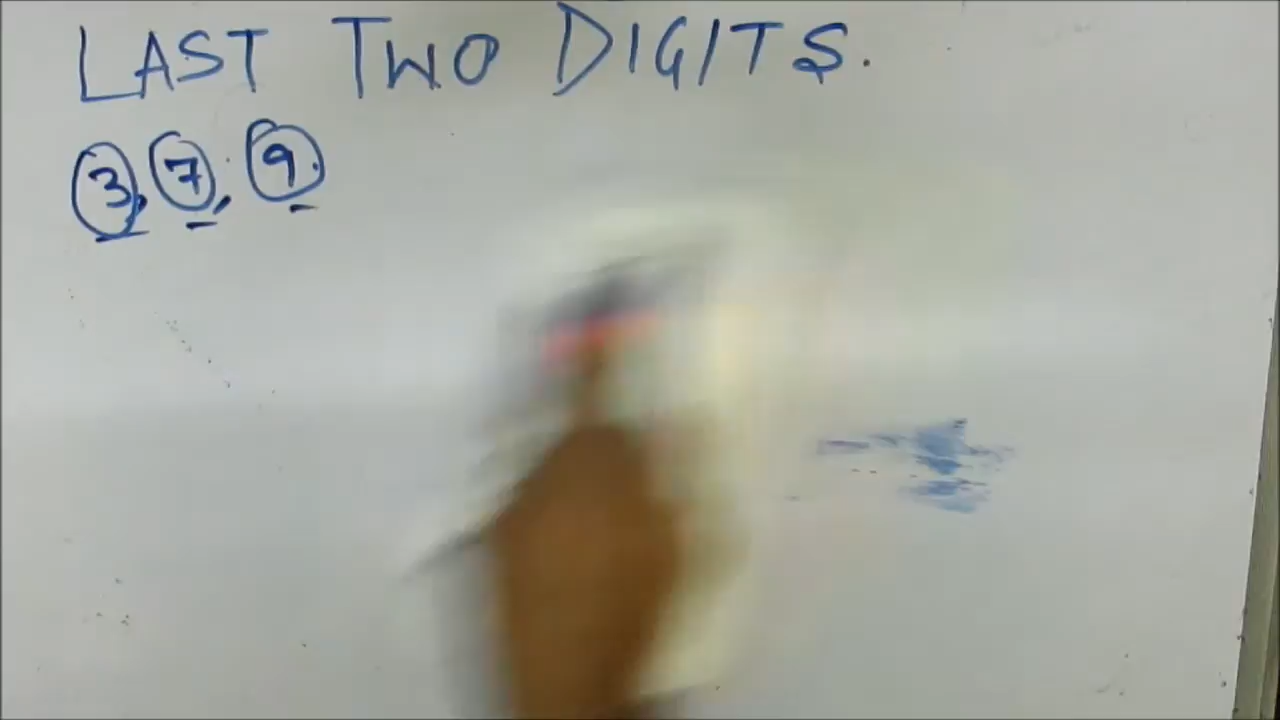 LAST TWO DIGITS.
3, 7, 9.